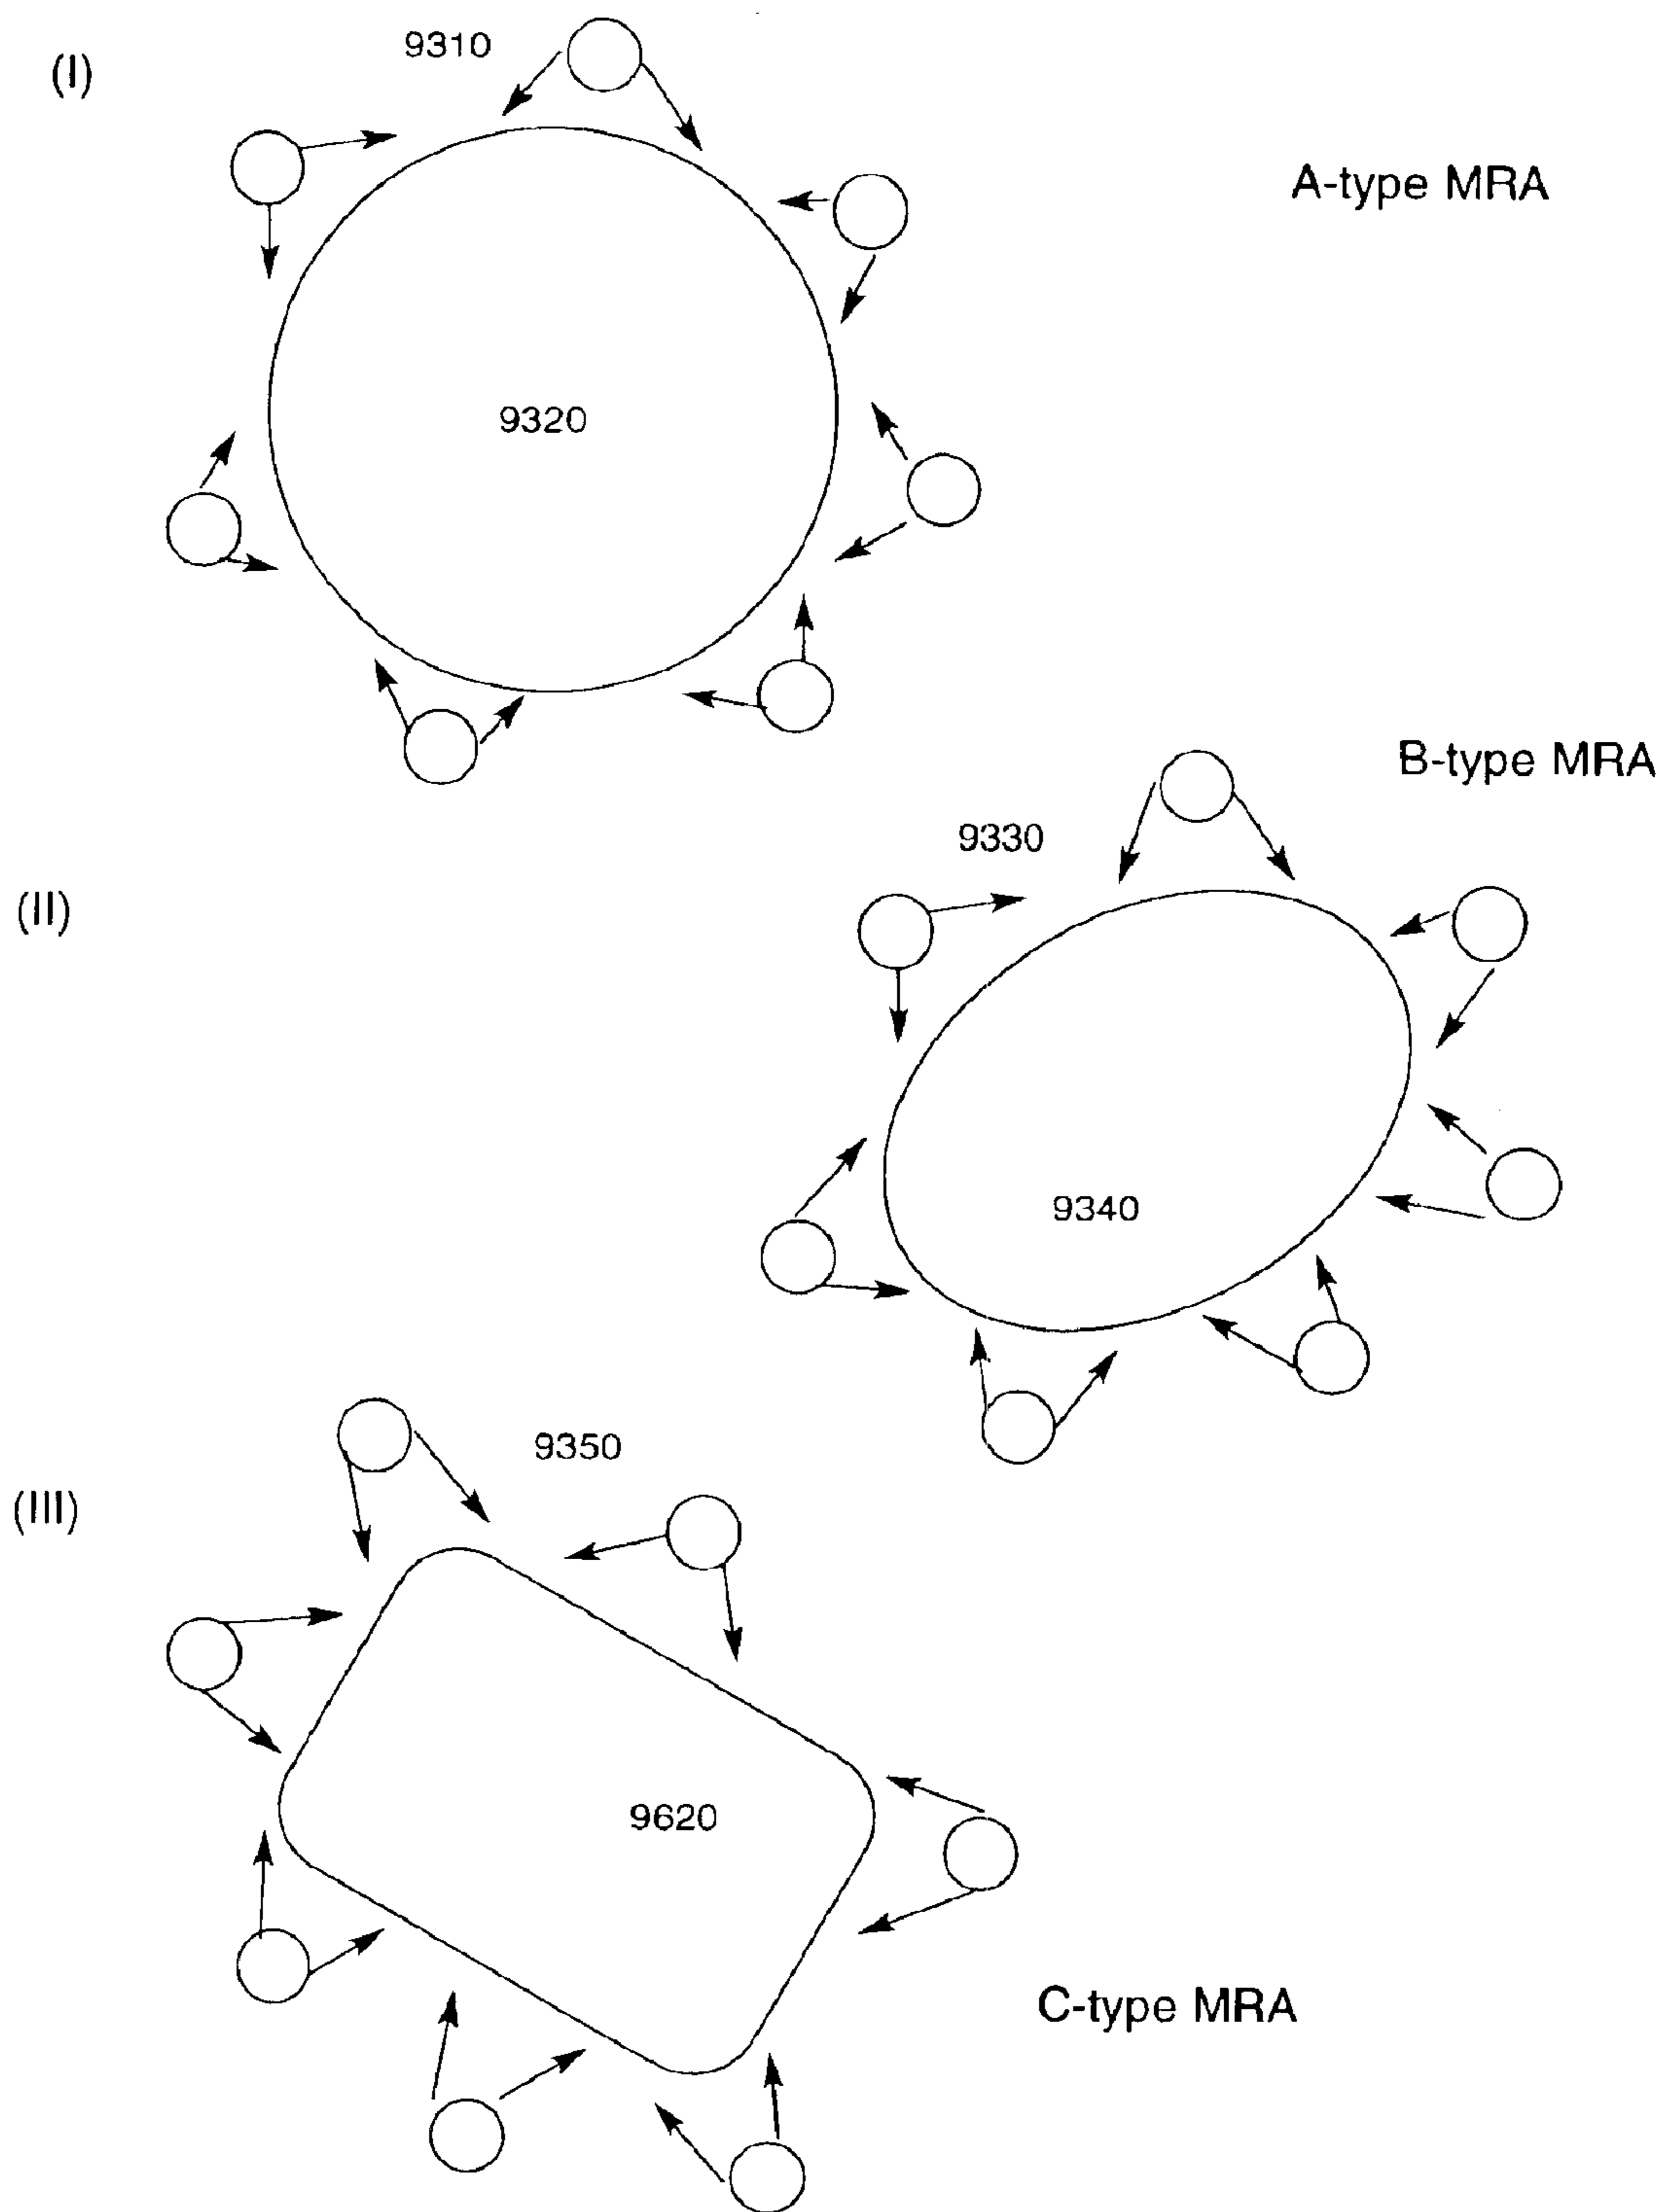 (I)
9310
A-type MRA
9320
B-type MRA
9330
(II)
9340
9350
(III)
9620
C-type MRA